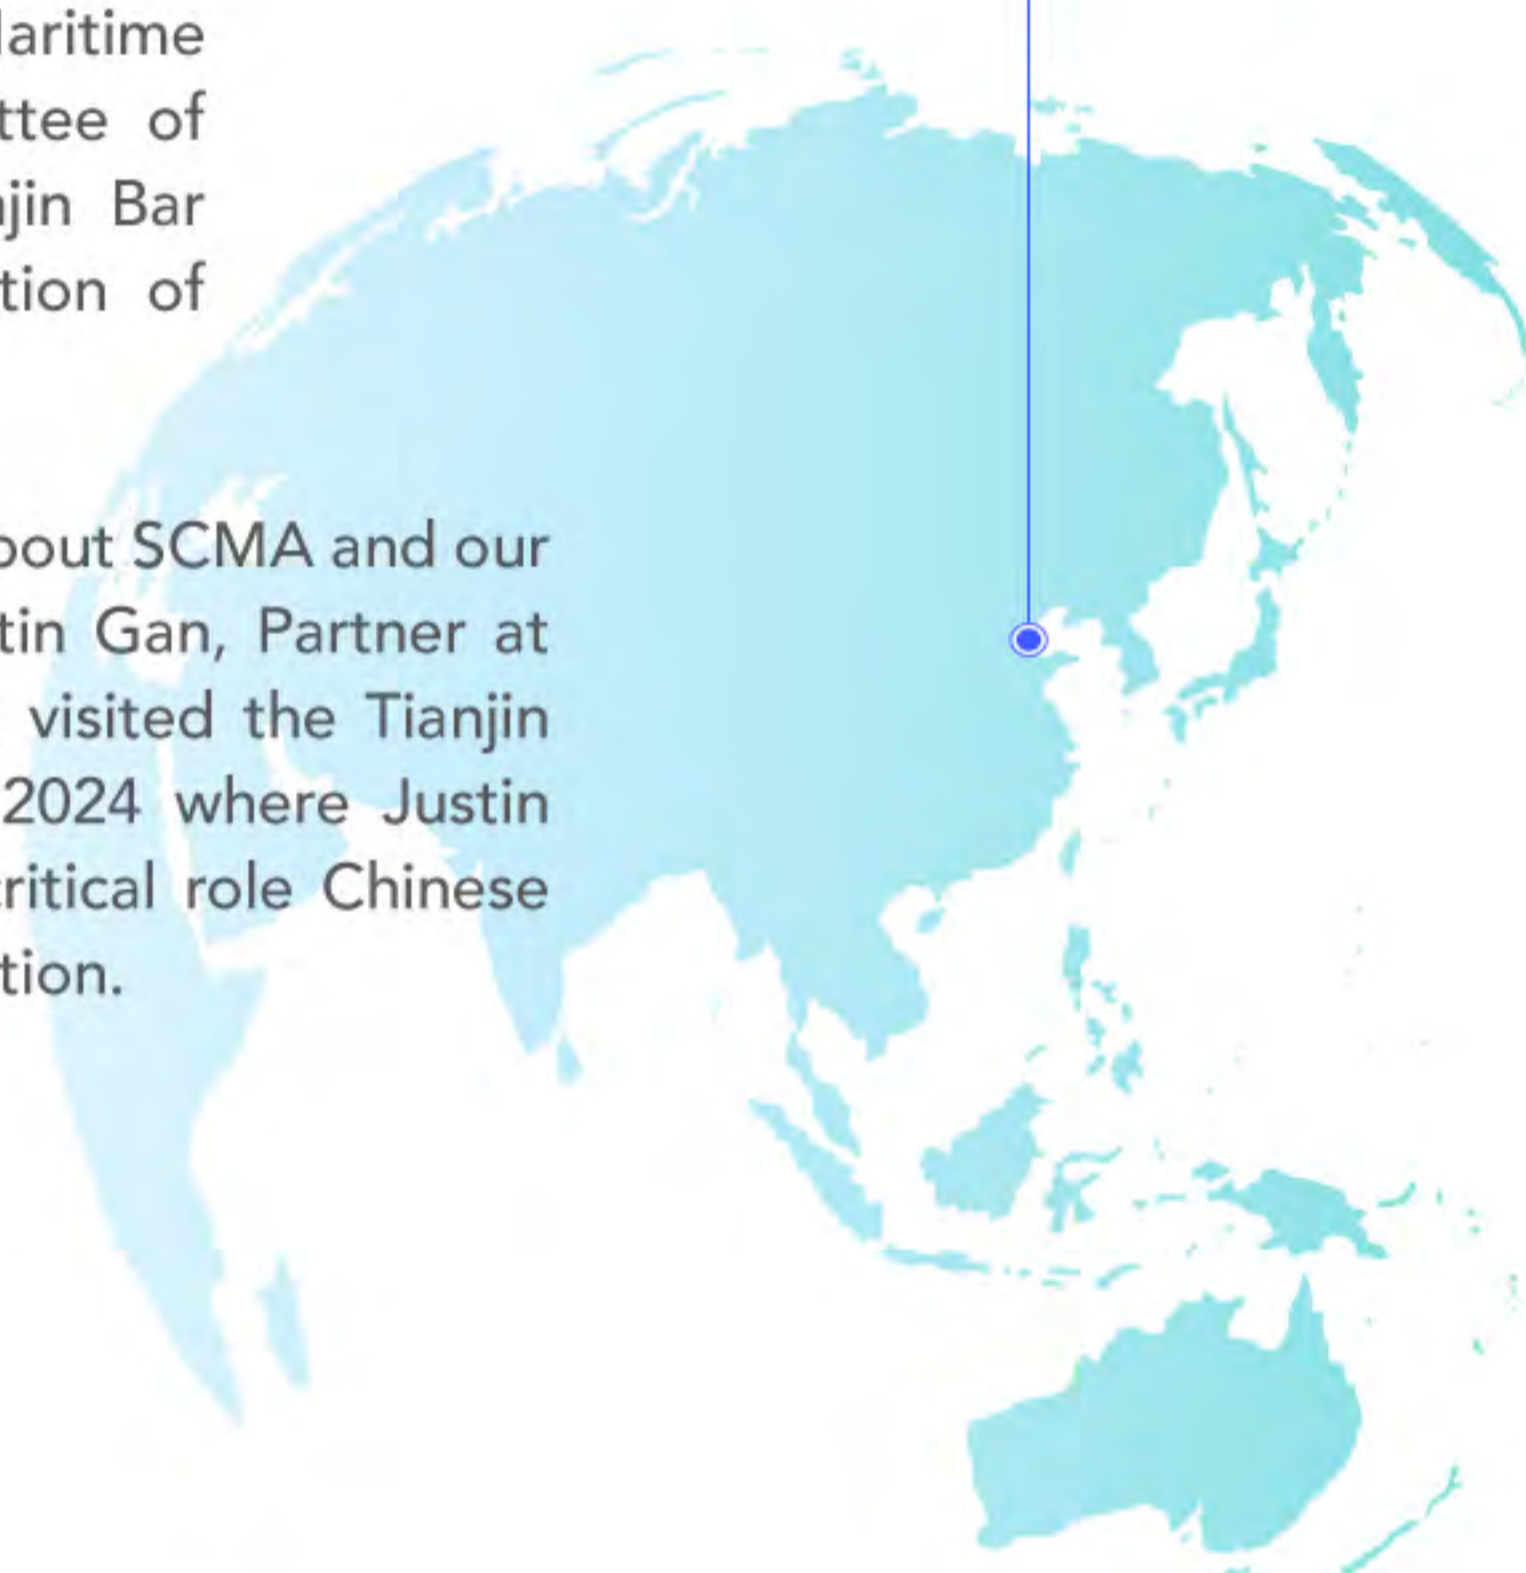 aritime
ttee of
jin Bar
tion of
bout SCMA and our
tin Gan, Partner at
visited the Tianjin
2024 where Justin
critical role Chinese
tion.